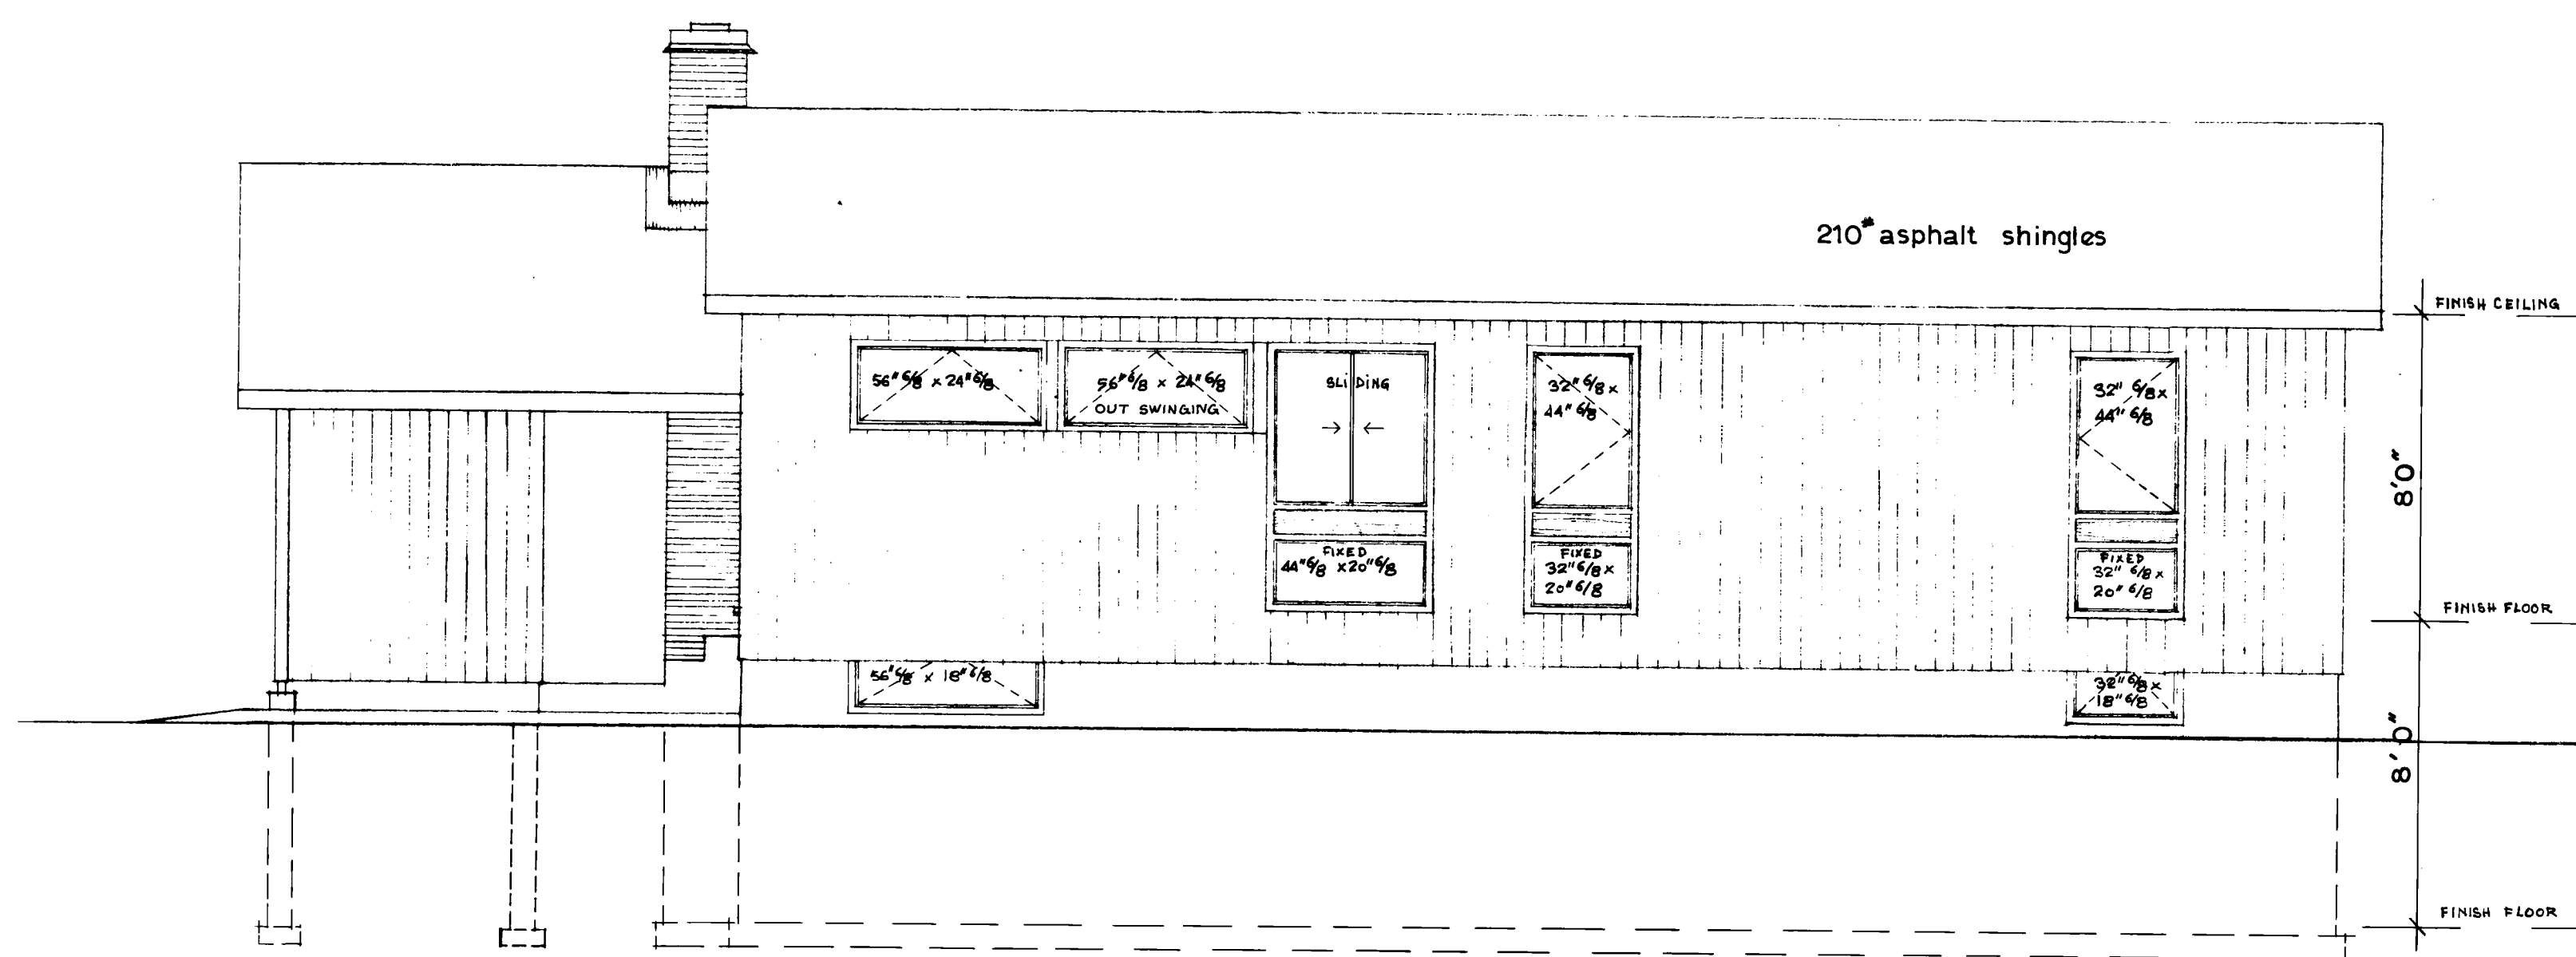 210# asphalt shingles
FINISH CEILING
56" 6/8 x 24" 6/8
56" 6/8 x 24" 6/8
OUT SWINGING
SLIDING
32" 6/8 x
44" 6/8
32" 6/8 x
44" 6/8
8'0"
FIXED
44" 6/8 x 20" 6/8
FIXED
32" 6/8 x
20" 6/8
FIXED
32" 6/8 x
20" 6/8
FINISH FLOOR
56" 6/8 x 18" 6/8
32" 6/8 x
18" 6/8
8'0"
FINISH FLOOR